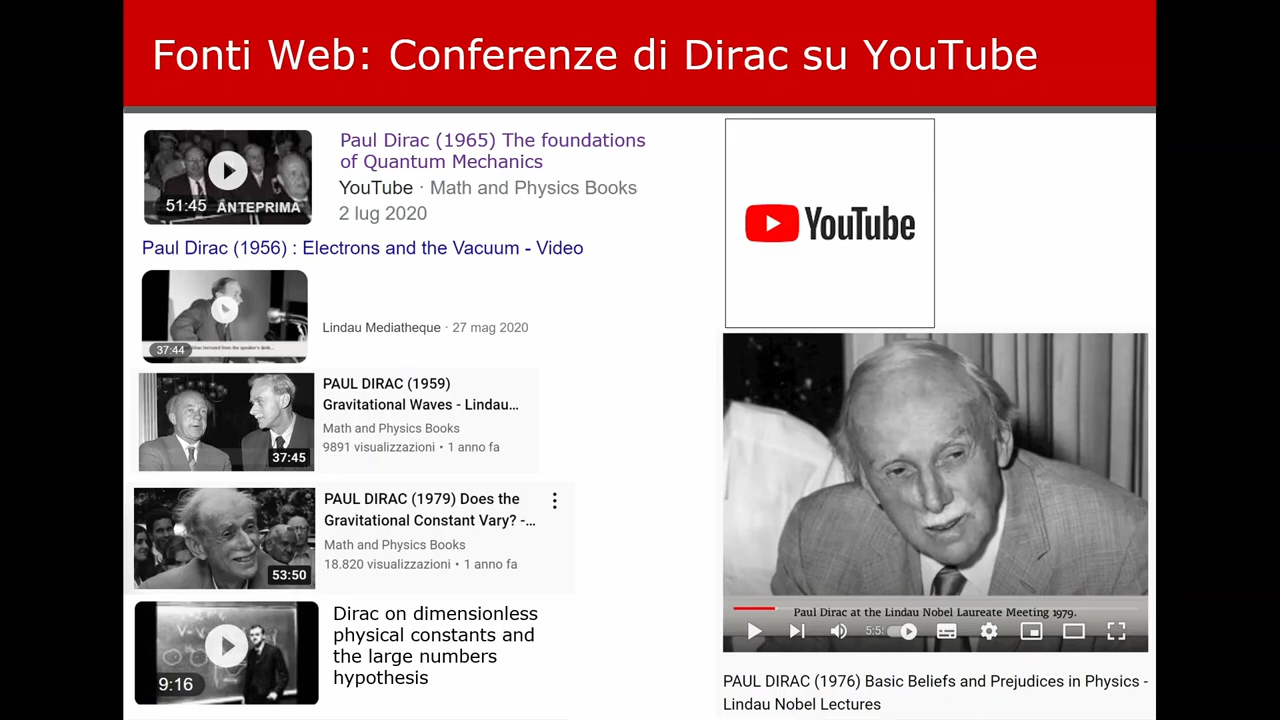 Fonti Web: Conferenze di Dirac su YouTube
51:45 ANTEPRIMA
Paul Dirac (1965) The foundations
of Quantum Mechanics
YouTube · Math and Physics Books
2 lug 2020
Paul Dirac (1956) : Electrons and the Vacuum - Video
37:44
Lindau Mediatheque · 27 mag 2020
37:45
PAUL DIRAC (1959)
Gravitational Waves - Lindau...
Math and Physics Books
9891 visualizzazioni • 1 anno fa
53:50
PAUL DIRAC (1979) Does the
Gravitational Constant Vary? -...
Math and Physics Books
18.820 visualizzazioni • 1 anno fa
9:16
Dirac on dimensionless
physical constants and
the large numbers
hypothesis
YouTube
Paul Dirac at the Lindau Nobel Laureate Meeting 1979.
PAUL DIRAC (1976) Basic Beliefs and Prejudices in Physics -
Lindau Nobel Lectures